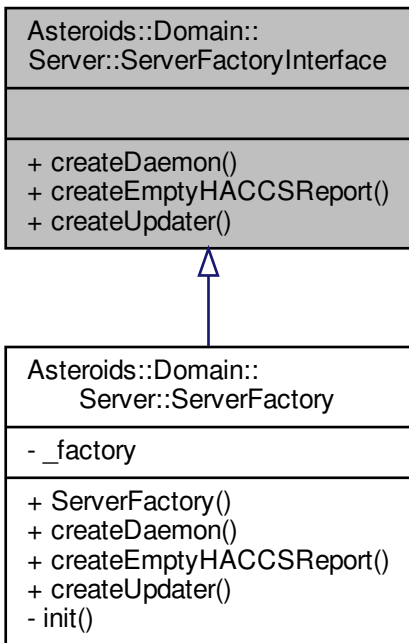 Asteroids::Domain::
Server::ServerFactoryInterface
+ createDaemon()
+ createEmptyHACCSReport()
+ createUpdater()
Asteroids::Domain::
Server::ServerFactory
- _factory
+ ServerFactory()
+ createDaemon()
+ createEmptyHACCSReport()
+ createUpdater()
- init()